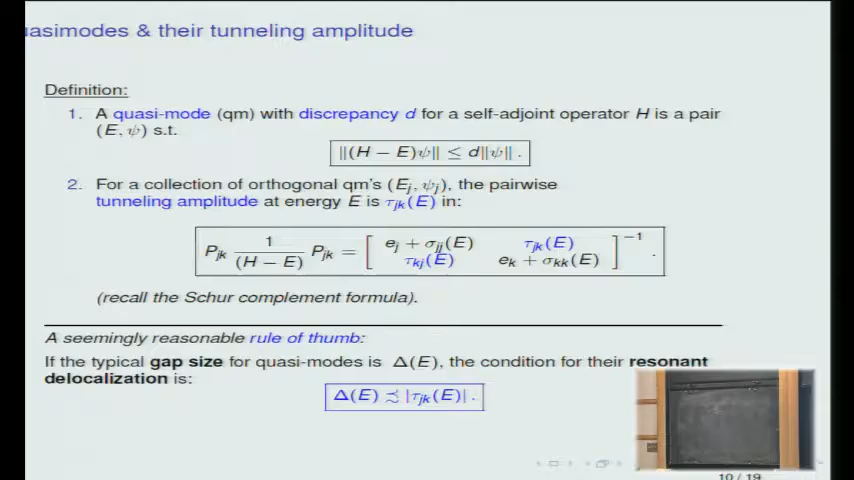 uasimodes & their tunneling amplitude
Definition:
1. A quasi-mode (qm) with discrepancy d for a self-adjoint operator H is a pair
(E, ψ) s.t.
‖(H − E)ψ‖ ≤ d‖ψ‖ .
2. For a collection of orthogonal qm's (E_j, ψ_j), the pairwise
tunneling amplitude at energy E is τ_jk(E) in:
P_jk 1/(H − E) P_jk = [ e_j + σ_jj(E) τ_jk(E)
τ_kj(E) e_k + σ_kk(E) ]^−1 .
(recall the Schur complement formula).
A seemingly reasonable rule of thumb:
If the typical gap size for quasi-modes is Δ(E), the condition for their resonant
delocalization is:
Δ(E) ⪷ |τ_jk(E)| .
10 / 19